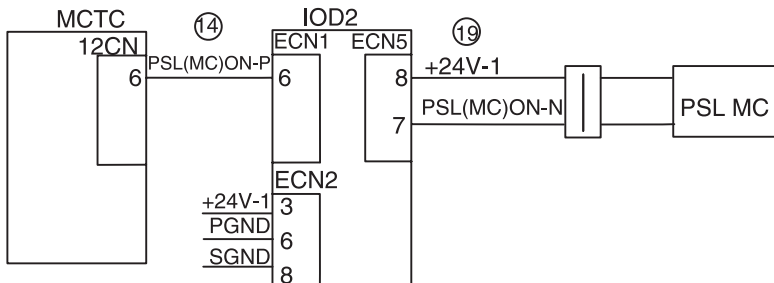 MCTC
14
IOD2
19
12CN
ECN1
ECN5
6
PSL(MC)ON-P
6
8
+24V-1
PSL(MC)ON-N
7
PSL MC
ECN2
+24V-1
3
PGND
6
SGND
8